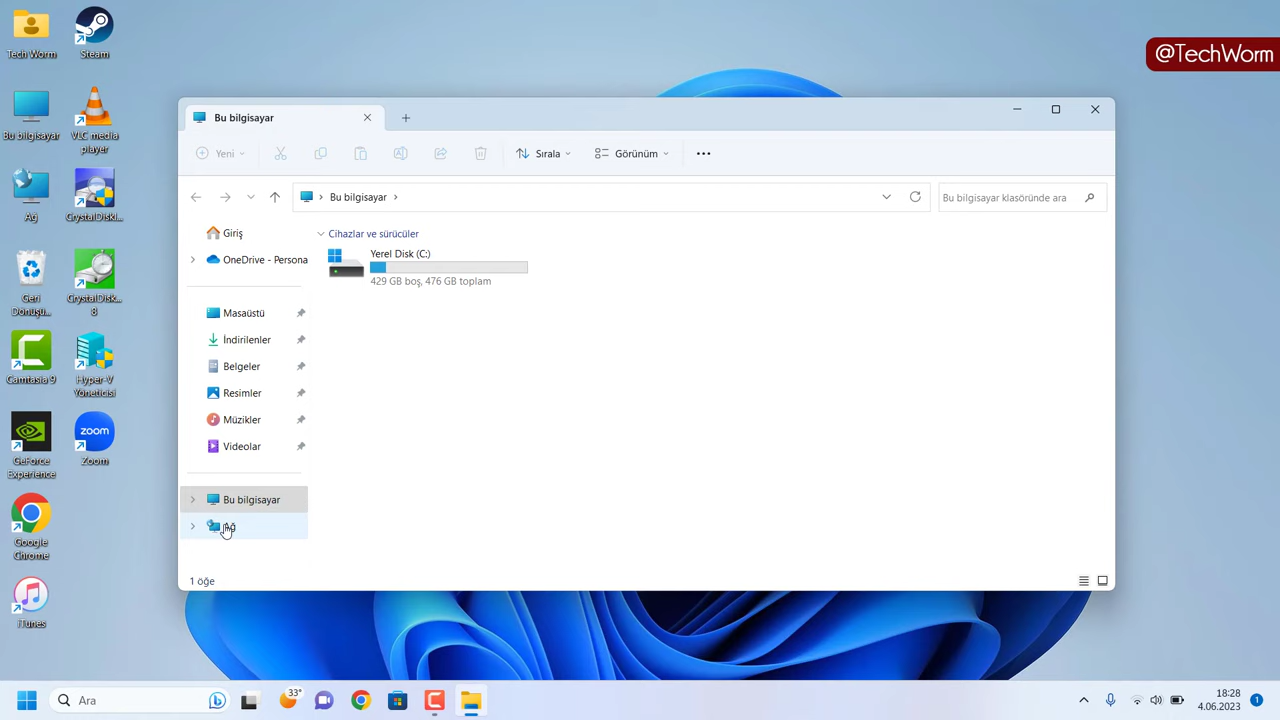 Tech Worm
Steam
@TechWorm
Bu bilgisayar
VLC media
player
Ağ
CrystalDiskI...
Geri
Dönüşü...
CrystalDisk...
8
Camtasia 9
Hyper-V
Yöneticisi
GeForce
Experience
Zoom
zoom
Google
Chrome
iTunes
Bu bilgisayar
Yeni
Sırala
Görünüm
Bu bilgisayar
Bu bilgisayar klasöründe ara
Giriş
OneDrive - Persona
Masaüstü
İndirilenler
Belgeler
Resimler
Müzikler
Videolar
Bu bilgisayar
Ağ
Cihazlar ve sürücüler
Yerel Disk (C:)
429 GB boş, 476 GB toplam
1 öğe
Ara
33°
18:28
4.06.2023
1